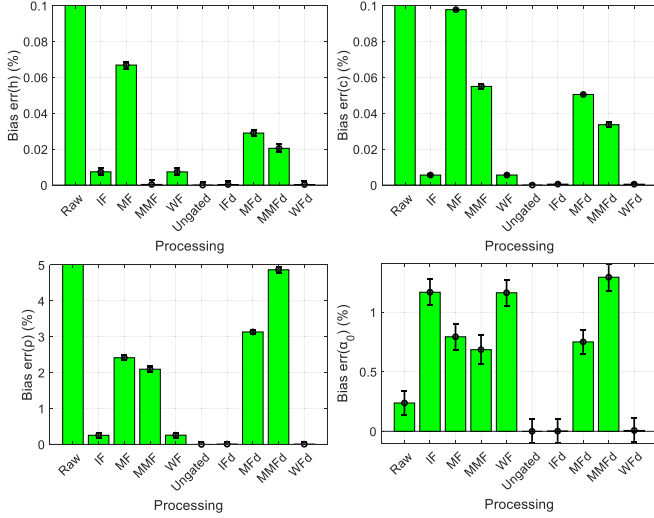 Bias err(h) (%)
0.1
0.08
0.06
0.04
0.02
0
Raw
IF
MF
MMF
WF
Ungated
IFd
MFd
MMFd
WFd
Processing
Bias err(c) (%)
0.1
0.08
0.06
0.04
0.02
0
Raw
IF
MF
MMF
WF
Ungated
IFd
MFd
MMFd
WFd
Processing
Bias err(ρ) (%)
5
4
3
2
1
0
Raw
IF
MF
MMF
WF
Ungated
IFd
MFd
MMFd
WFd
Processing
Bias err(α0) (%)
1
0.5
0
Raw
IF
MF
MMF
WF
Ungated
IFd
MFd
MMFd
WFd
Processing